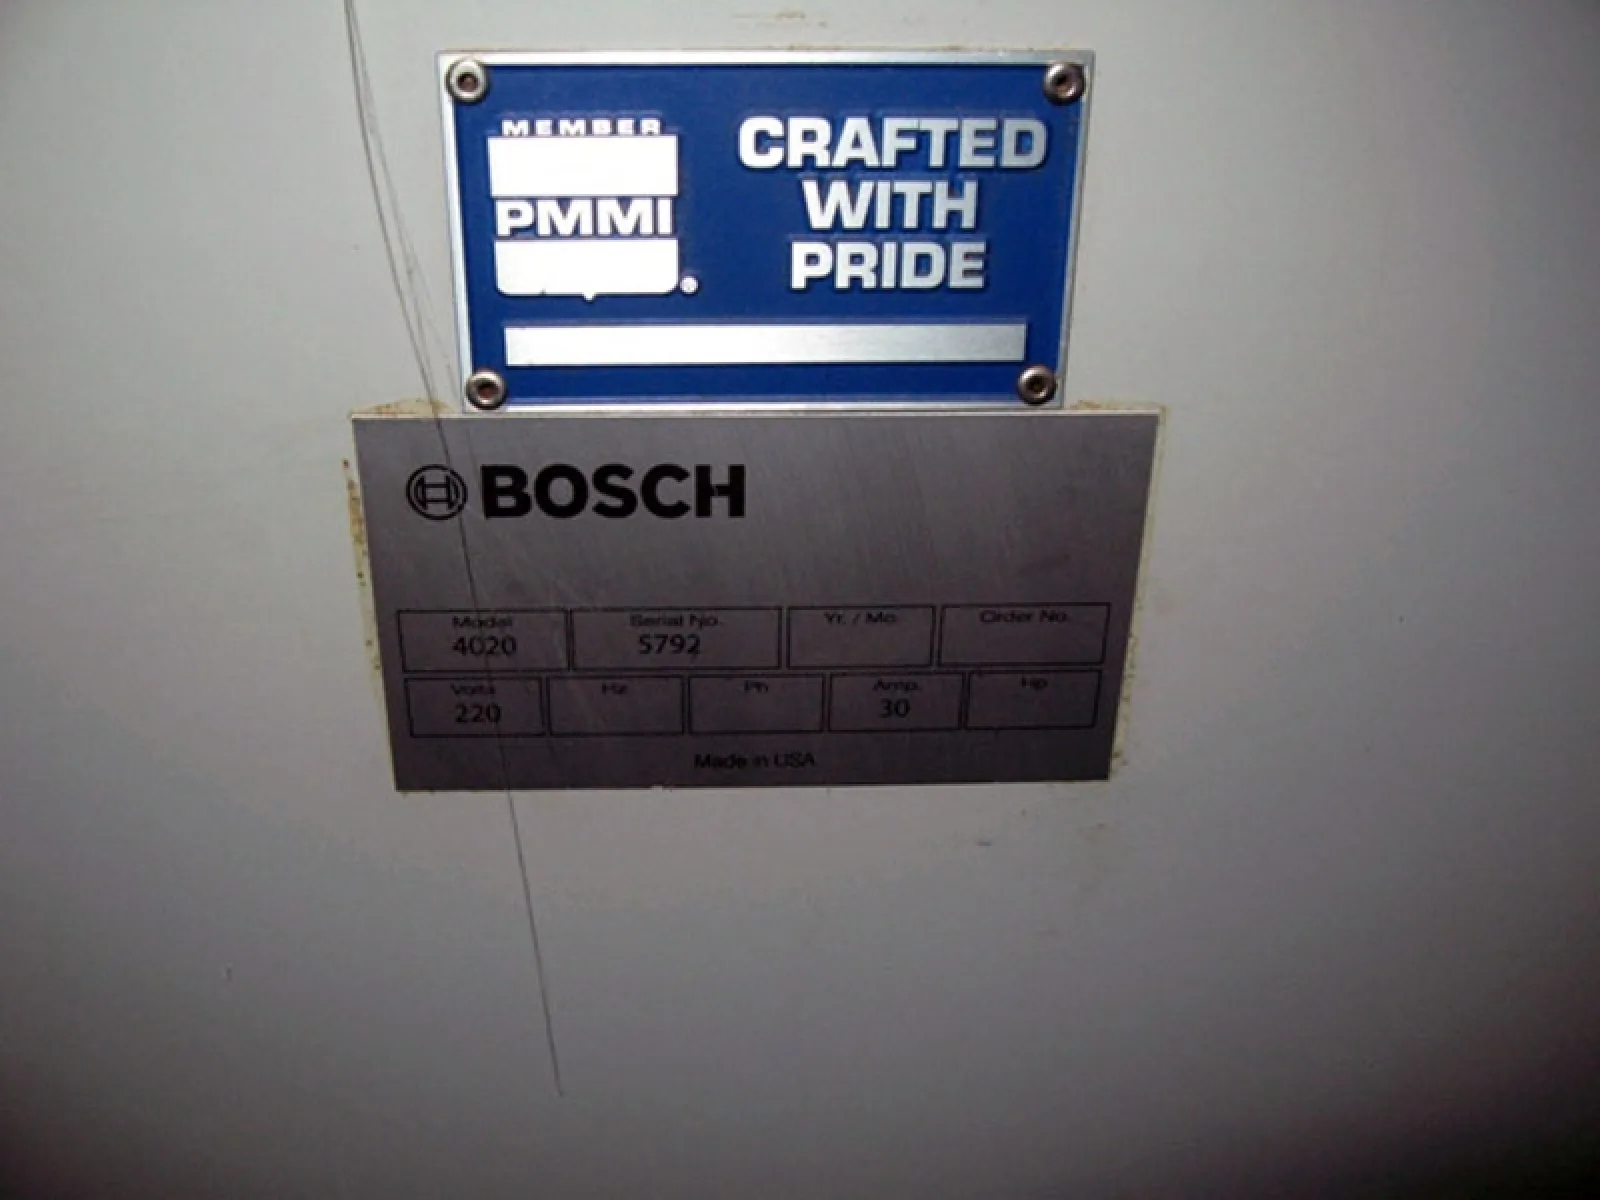 MEMBER
PMMI
®
CRAFTED
WITH
PRIDE
BOSCH
Model Serial No. Yr. / Mo. Order No.
4020 5792
Volts Hz Ph Amp. Hp
220 30
Made in USA